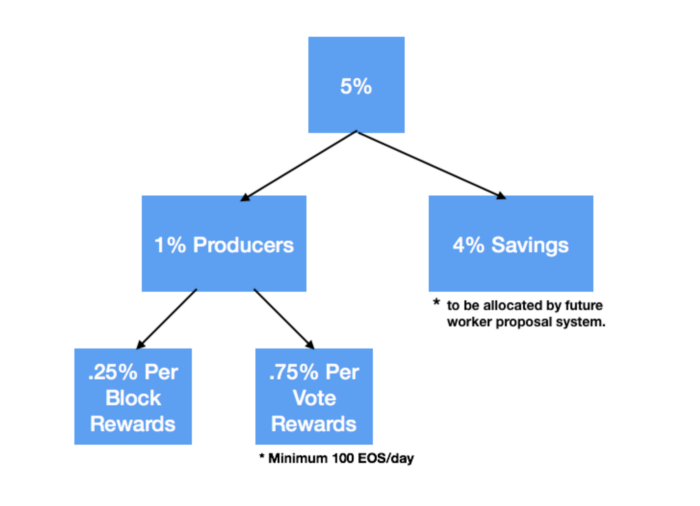 5%
1% Producers
4% Savings
* to be allocated by future
worker proposal system.
.25% Per
Block
Rewards
.75% Per
Vote
Rewards
* Minimum 100 EOS/day